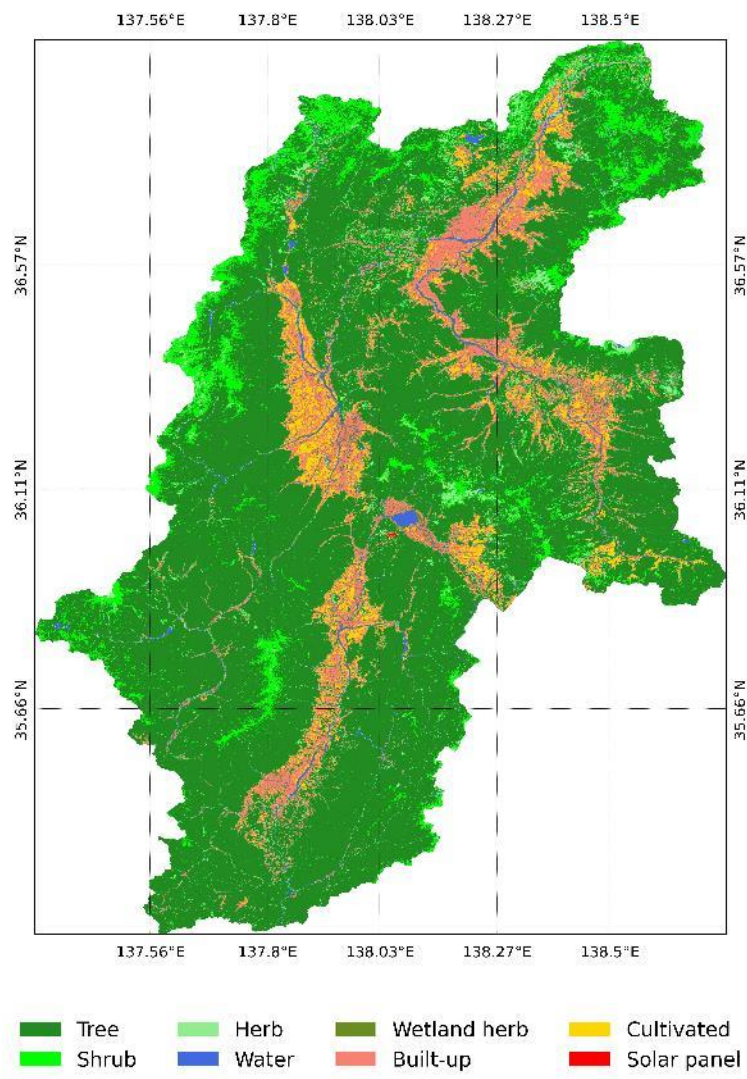 137.56°E 137.8°E 138.03°E 138.27°E 138.5°E
36.57°N 36.57°N
36.11°N 36.11°N
35.66°N 35.66°N
137.56°E 137.8°E 138.03°E 138.27°E 138.5°E
Tree Herb Wetland herb Cultivated
Shrub Water Built-up Solar panel